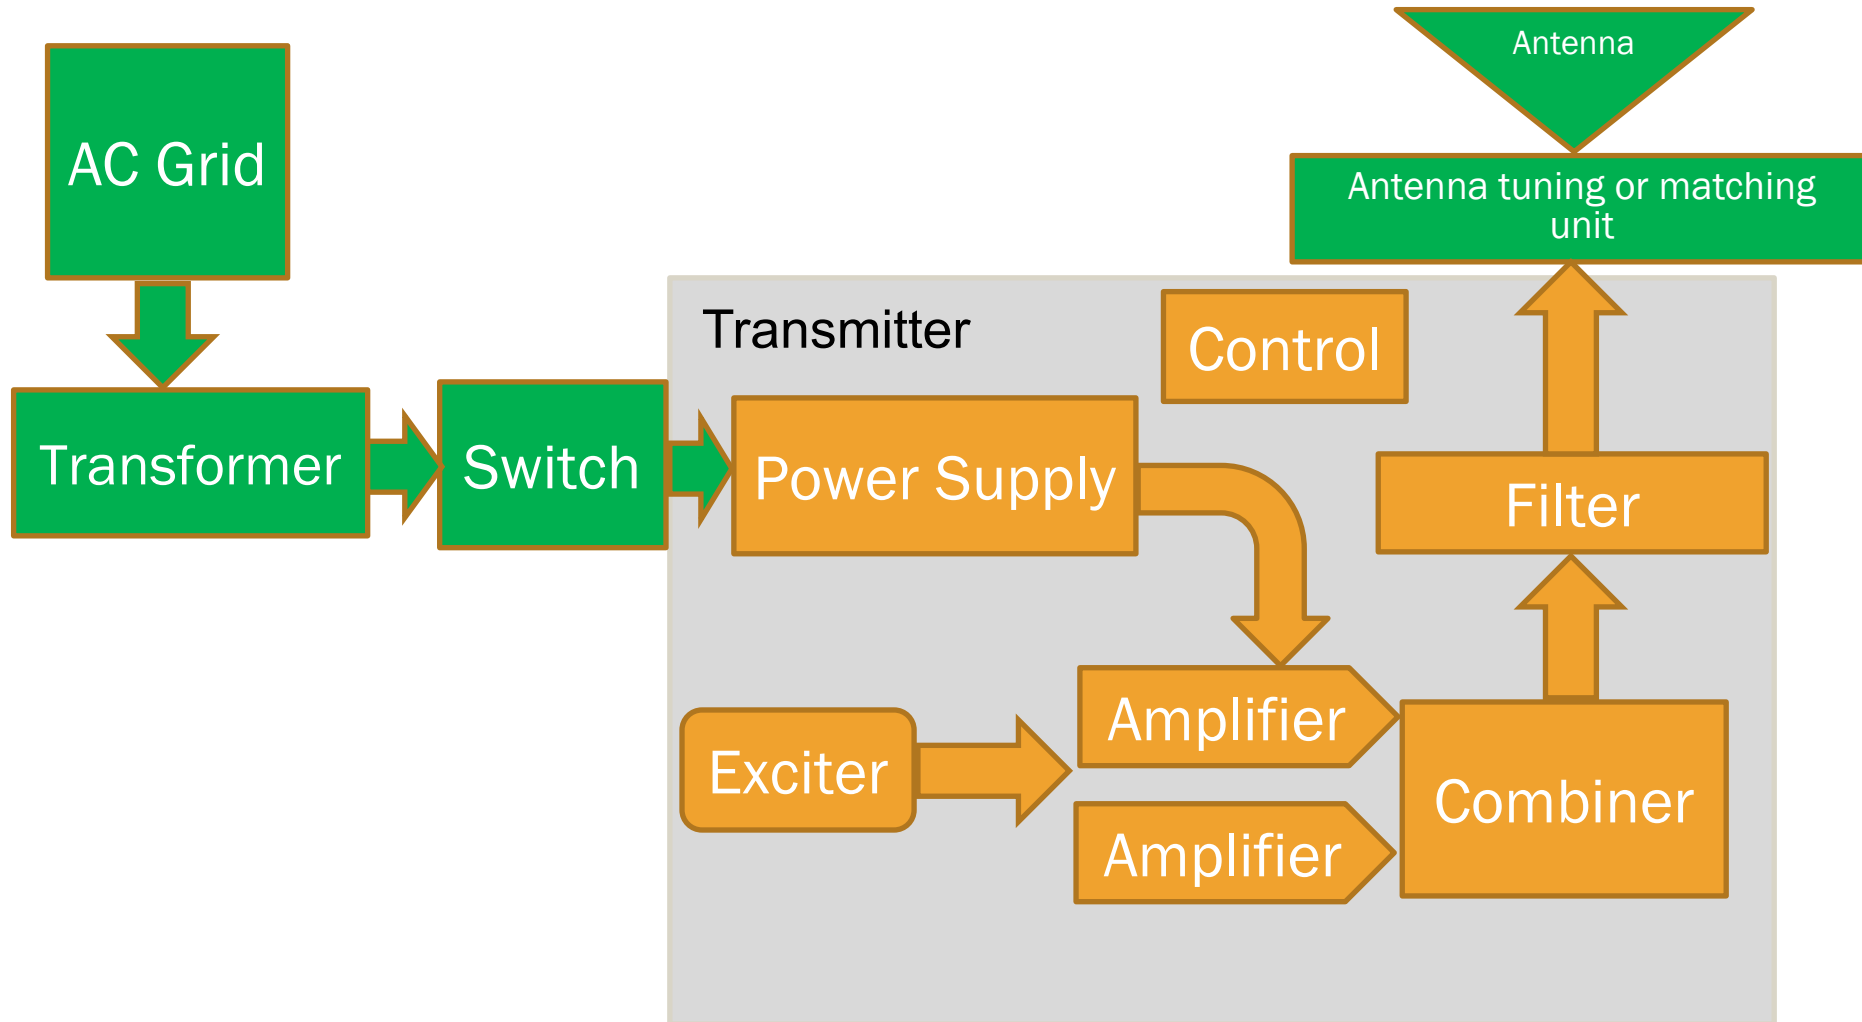 Antenna
AC Grid
Antenna tuning or matching
unit
Transmitter
Control
Transformer
Switch
Power Supply
Filter
Amplifier
Exciter
Combiner
Amplifier